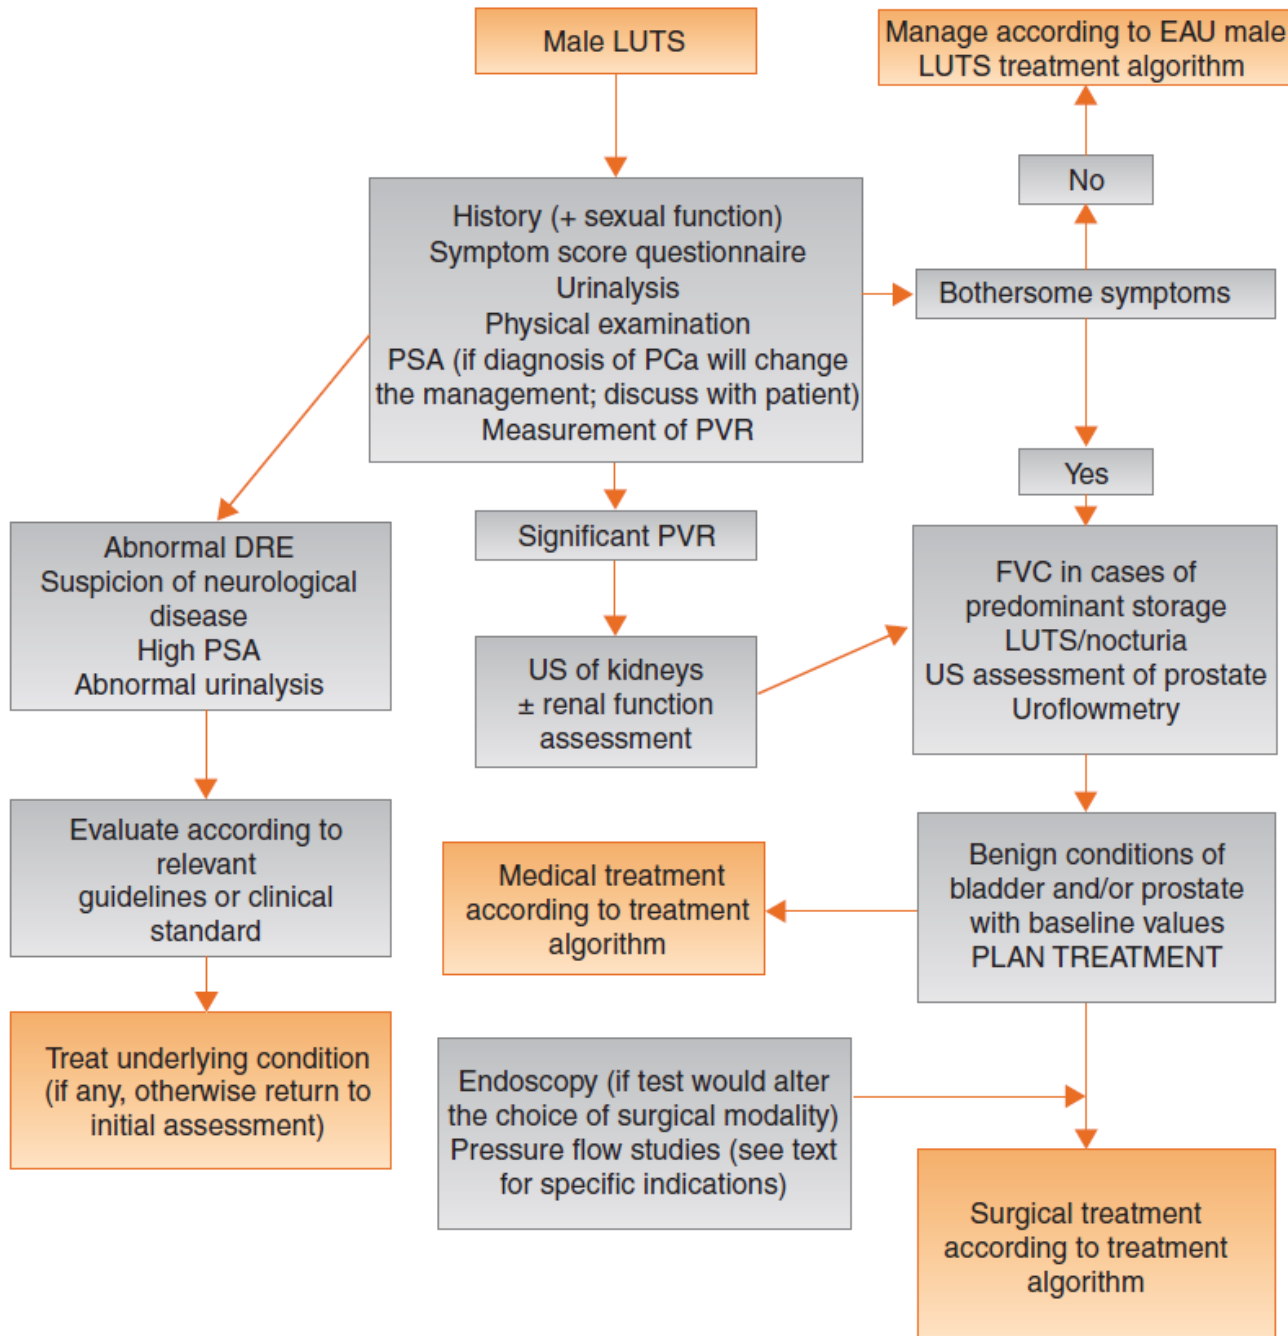 Male LUTS
Manage according to EAU male
LUTS treatment algorithm
No
History (+ sexual function)
Symptom score questionnaire
Urinalysis
Physical examination
PSA (if diagnosis of PCa will change
the management; discuss with patient)
Measurement of PVR
Bothersome symptoms
Yes
Significant PVR
Abnormal DRE
Suspicion of neurological
disease
High PSA
Abnormal urinalysis
US of kidneys
± renal function
assessment
FVC in cases of
predominant storage
LUTS/nocturia
US assessment of prostate
Uroflowmetry
Evaluate according to
relevant
guidelines or clinical
standard
Medical treatment
according to treatment
algorithm
Benign conditions of
bladder and/or prostate
with baseline values
PLAN TREATMENT
Treat underlying condition
(if any, otherwise return to
initial assessment)
Endoscopy (if test would alter
the choice of surgical modality)
Pressure flow studies (see text
for specific indications)
Surgical treatment
according to treatment
algorithm